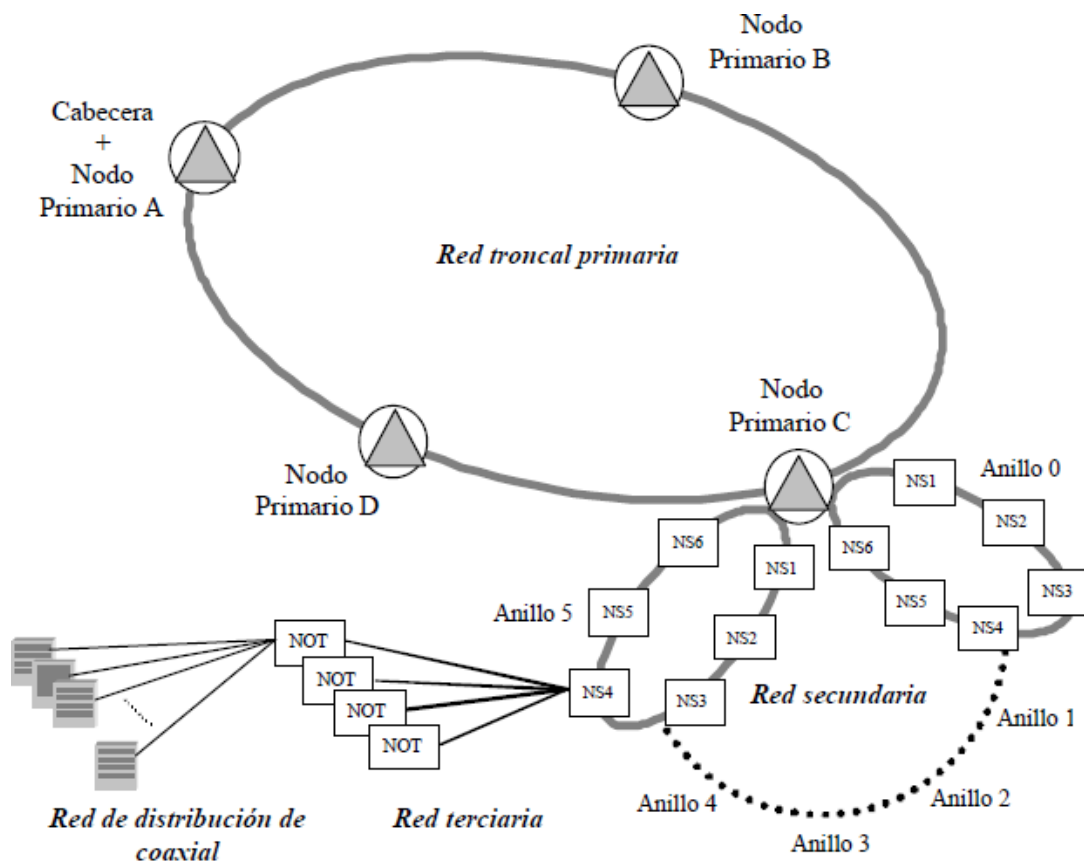 Nodo
Primario B
Cabecera
+
Nodo
Primario A
Red troncal primaria
Nodo
Primario C
Nodo
Primario D
NS1
Anillo 0
NS2
NS3
NS4
NS5
NS6
NS6
NS1
Anillo 5
NS5
NS2
NS4
NS3
Red secundaria
NOT
NOT
NOT
NOT
Anillo 1
Anillo 2
Anillo 3
Anillo 4
Red de distribución de
coaxial
Red terciaria